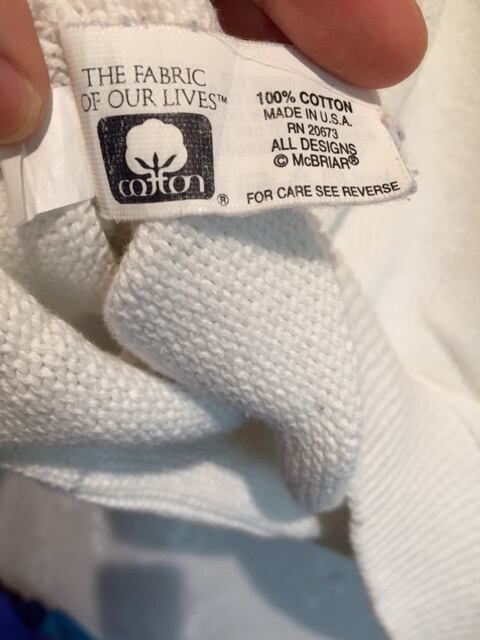 THE FABRIC
OF OUR LIVES™
cotton®
100% COTTON
MADE IN U.S.A.
RN 20673
ALL DESIGNS
© McBRIAR®
FOR CARE SEE REVERSE